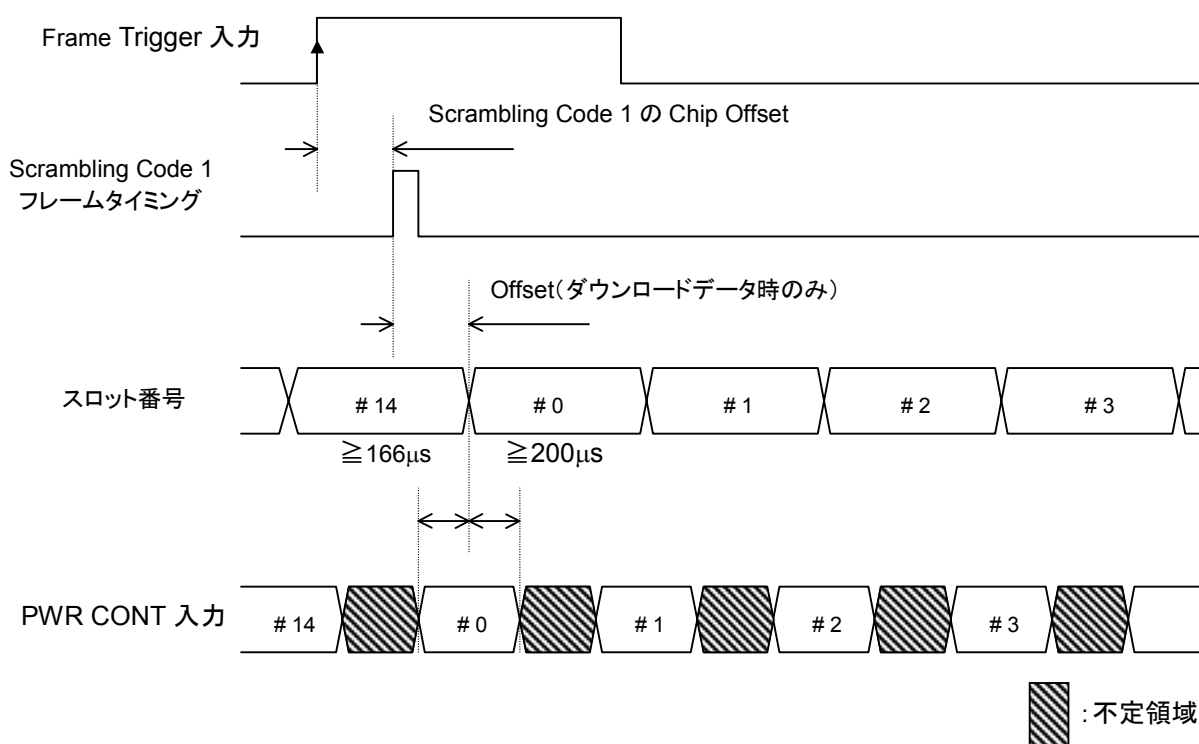 Frame Trigger 入力
Scrambling Code 1 の Chip Offset
Scrambling Code 1
フレームタイミング
Offset(ダウンロードデータ時のみ)
スロット番号
# 14
# 0
# 1
# 2
# 3
≧166μs
≧200μs
PWR CONT 入力
# 14
# 0
# 1
# 2
# 3
: 不定領域